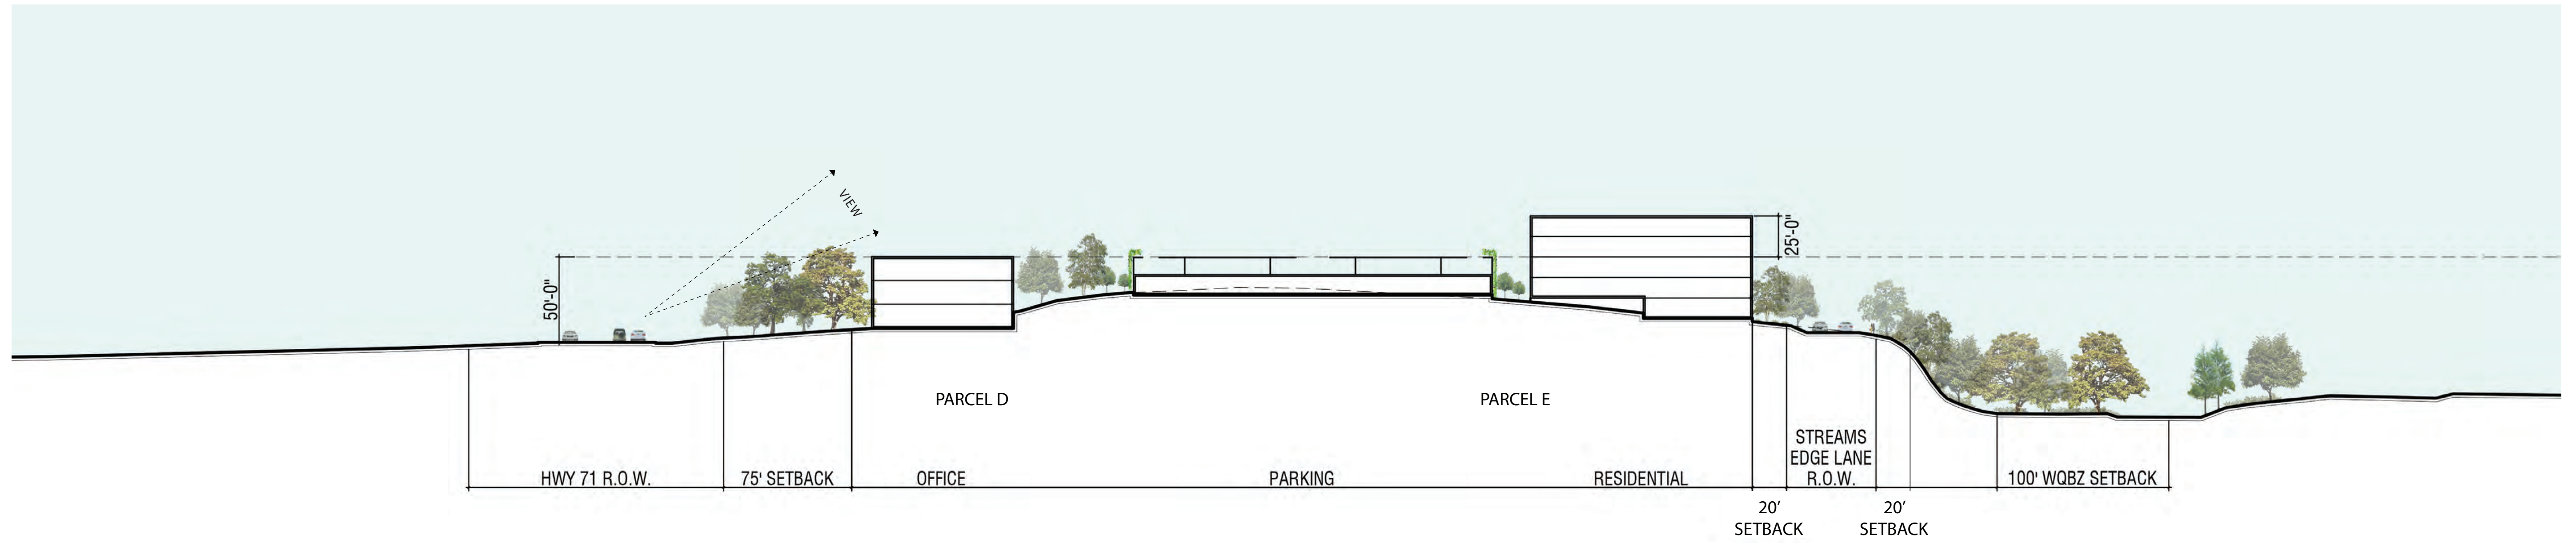 VIEW
50'-0"
25'-0"
PARCEL D
PARCEL E
HWY 71 R.O.W.
75' SETBACK
OFFICE
PARKING
RESIDENTIAL
STREAMS
EDGE LANE
R.O.W.
100' WQBZ SETBACK
20'
SETBACK
20'
SETBACK